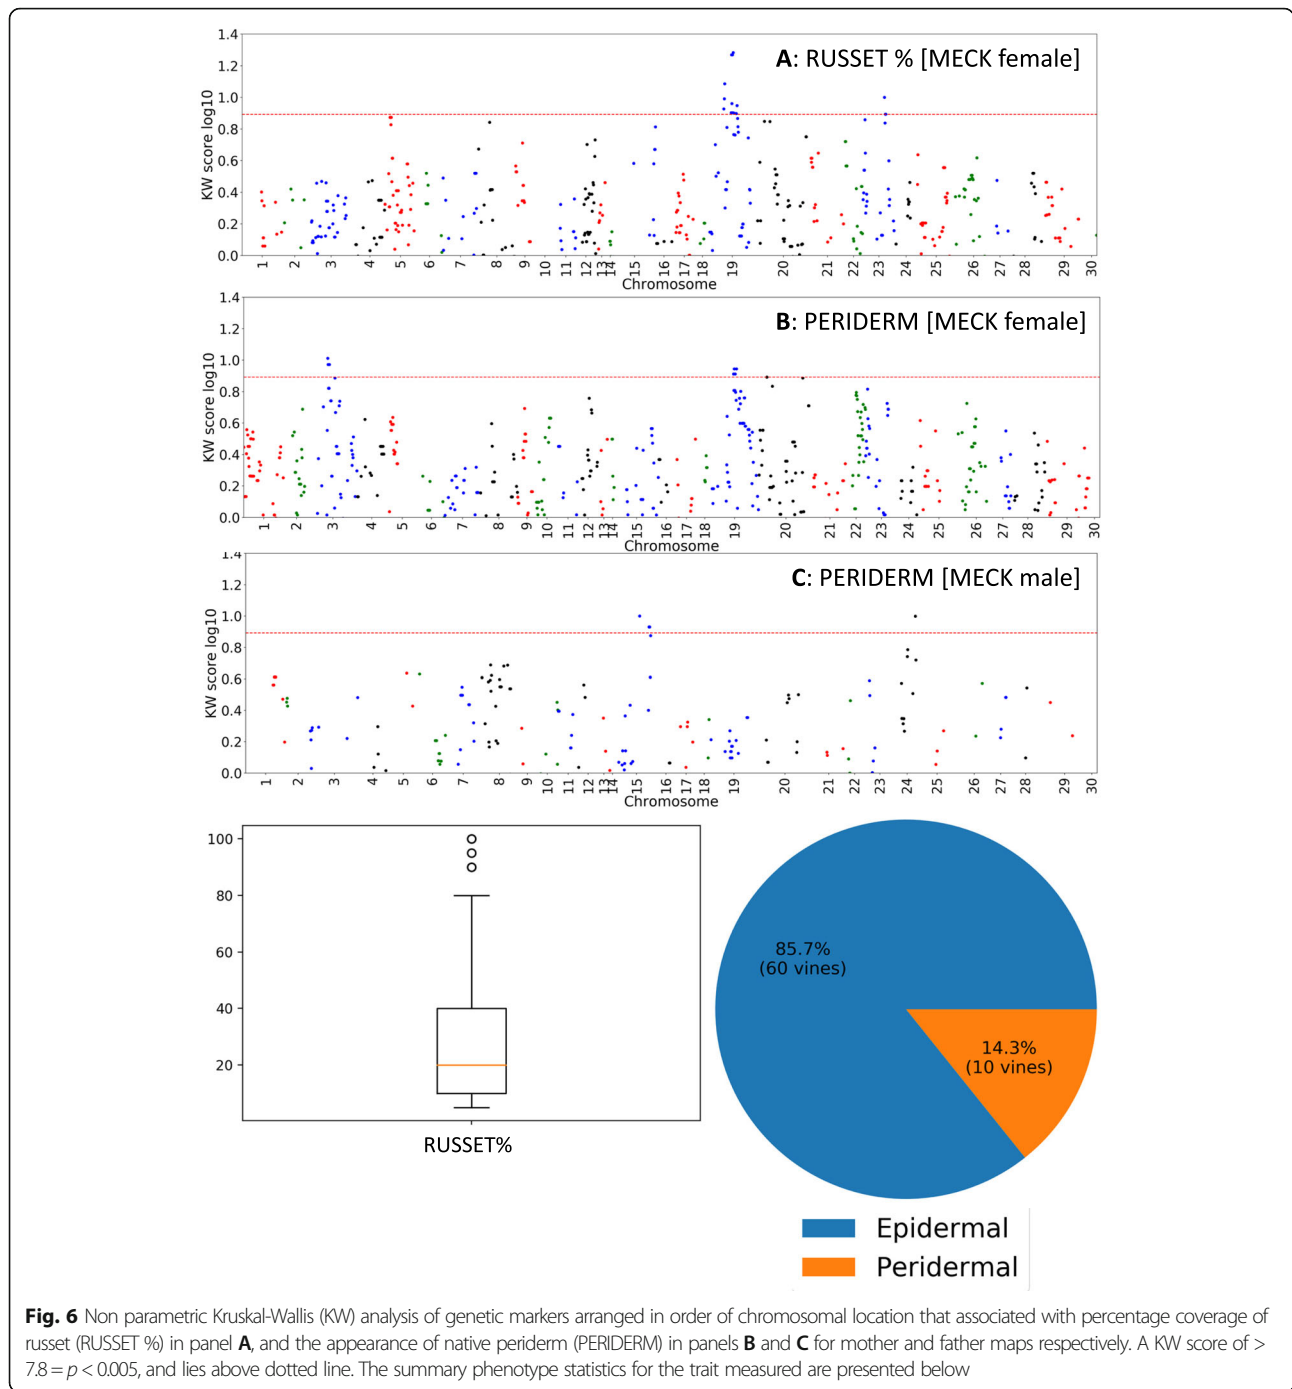 A: RUSSET % [MECK female]
KW score log10
1.4
1.2
1.0
0.8
0.6
0.4
0.2
0.0
1 2 3 4 5 6 7 8 9 10 11 12 13 14 15 16 17 18 19 20 21 22 23 24 25 26 27 28 29 30
Chromosome
B: PERIDERM [MECK female]
KW score log10
1.4
1.2
1.0
0.8
0.6
0.4
0.2
0.0
1 2 3 4 5 6 7 8 9 10 11 12 13 14 15 16 17 18 19 20 21 22 23 24 25 26 27 28 29 30
Chromosome
C: PERIDERM [MECK male]
KW score log10
1.4
1.2
1.0
0.8
0.6
0.4
0.2
0.0
1 2 3 4 5 6 7 8 9 10 11 12 13 14 15 16 17 18 19 20 21 22 23 24 25 26 27 28 29 30
Chromosome
100
80
60
40
20
RUSSET%
85.7%
(60 vines)
14.3%
(10 vines)
Epidermal
Peridermal
Fig. 6 Non parametric Kruskal-Wallis (KW) analysis of genetic markers arranged in order of chromosomal location that associated with percentage coverage of
russet (RUSSET %) in panel A, and the appearance of native periderm (PERIDERM) in panels B and C for mother and father maps respectively. A KW score of >
7.8 = p < 0.005, and lies above dotted line. The summary phenotype statistics for the trait measured are presented below